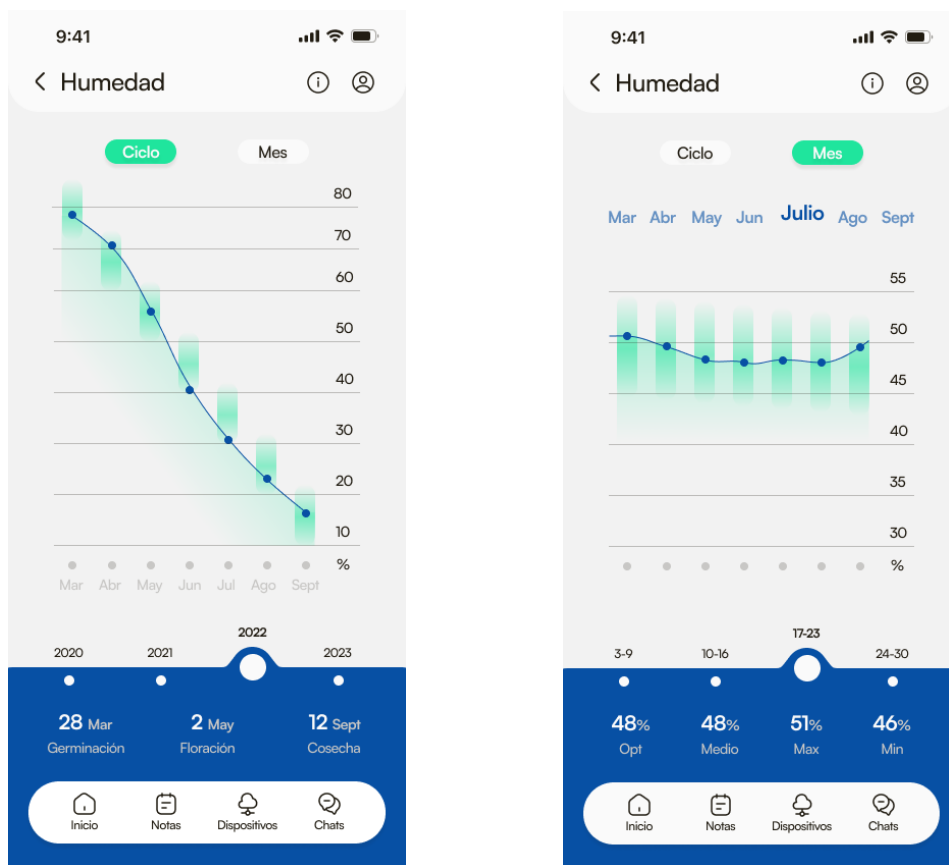 9:41
Humedad
Ciclo Mes
80
70
60
50
40
30
20
10
%
Mar Abr May Jun Jul Ago Sept
2020 2021 2022 2023
28 Mar 2 May 12 Sept
Germinación Floración Cosecha
Inicio Notas Dispositivos Chats
9:41
Humedad
Ciclo Mes
Mar Abr May Jun Julio Ago Sept
55
50
45
40
35
30
%
3-9 10-16 17-23 24-30
48% 48% 51% 46%
Opt Medio Max Min
Inicio Notas Dispositivos Chats